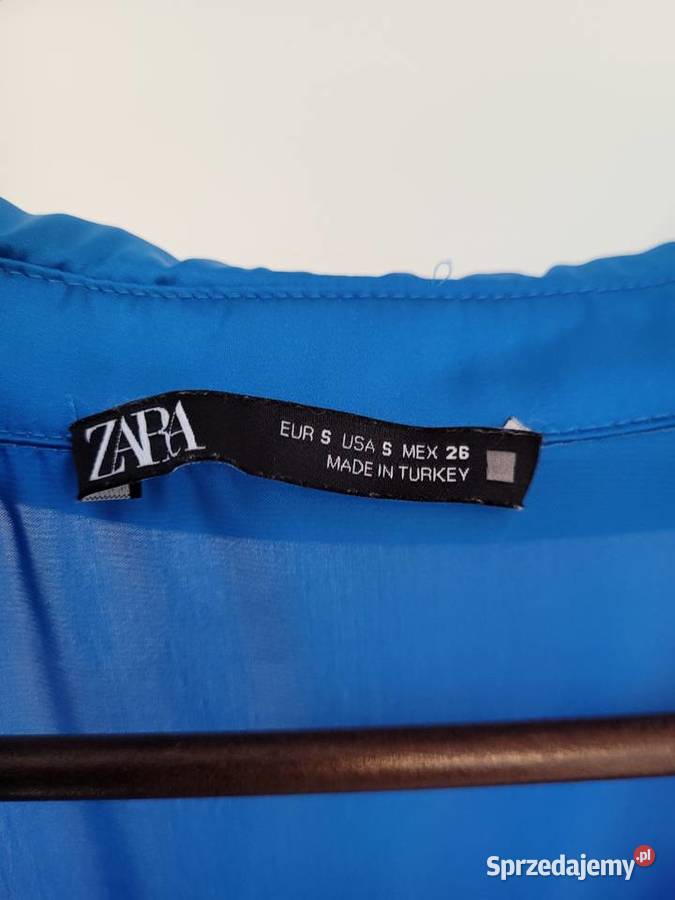 ZARA
EUR S USA S MEX 26
MADE IN TURKEY
Sprzedajemy.pl